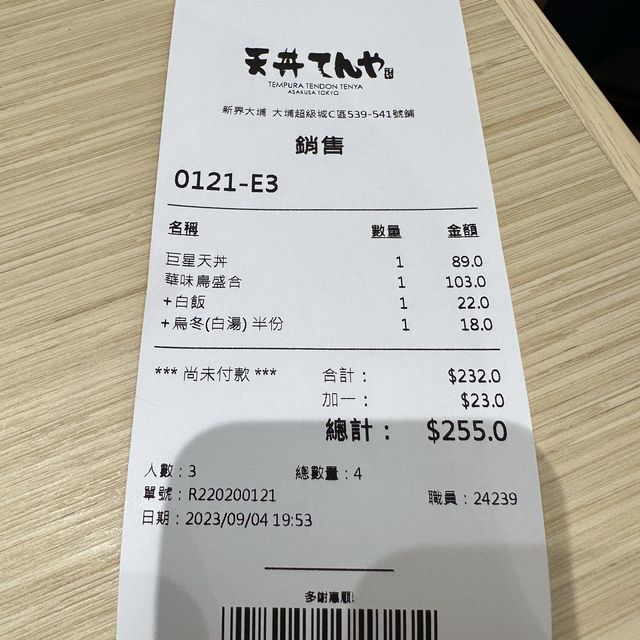 天丼 てんや
TEMPURA TENDON TENYA
ASAKUSA TOKYO
新界大埔 大埔超級城C區539-541號鋪
銷售
0121-E3
名稱 數量 金額
巨星天丼 1 89.0
華味鳥盛合 1 103.0
+白飯 1 22.0
+烏冬(白湯) 半份 1 18.0
*** 尚未付款 *** 合計： $232.0
加一： $23.0
總計： $255.0
人數：3 總數量：4
單號：R220200121 職員：24239
日期：2023/09/04 19:53
多謝惠顧!